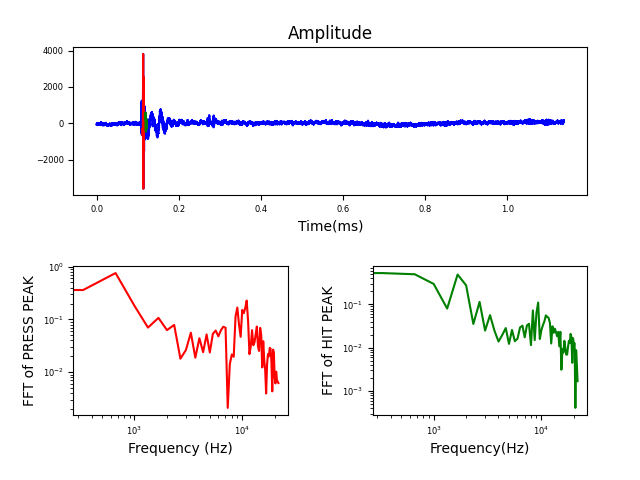 Amplitude
4000
2000
0
−2000
0.0 0.2 0.4 0.6 0.8 1.0
Time(ms)
FFT of PRESS PEAK
10⁰
10⁻¹
10⁻²
10³ 10⁴
Frequency (Hz)
FFT of HIT PEAK
10⁻¹
10⁻²
10⁻³
10³ 10⁴
Frequency(Hz)